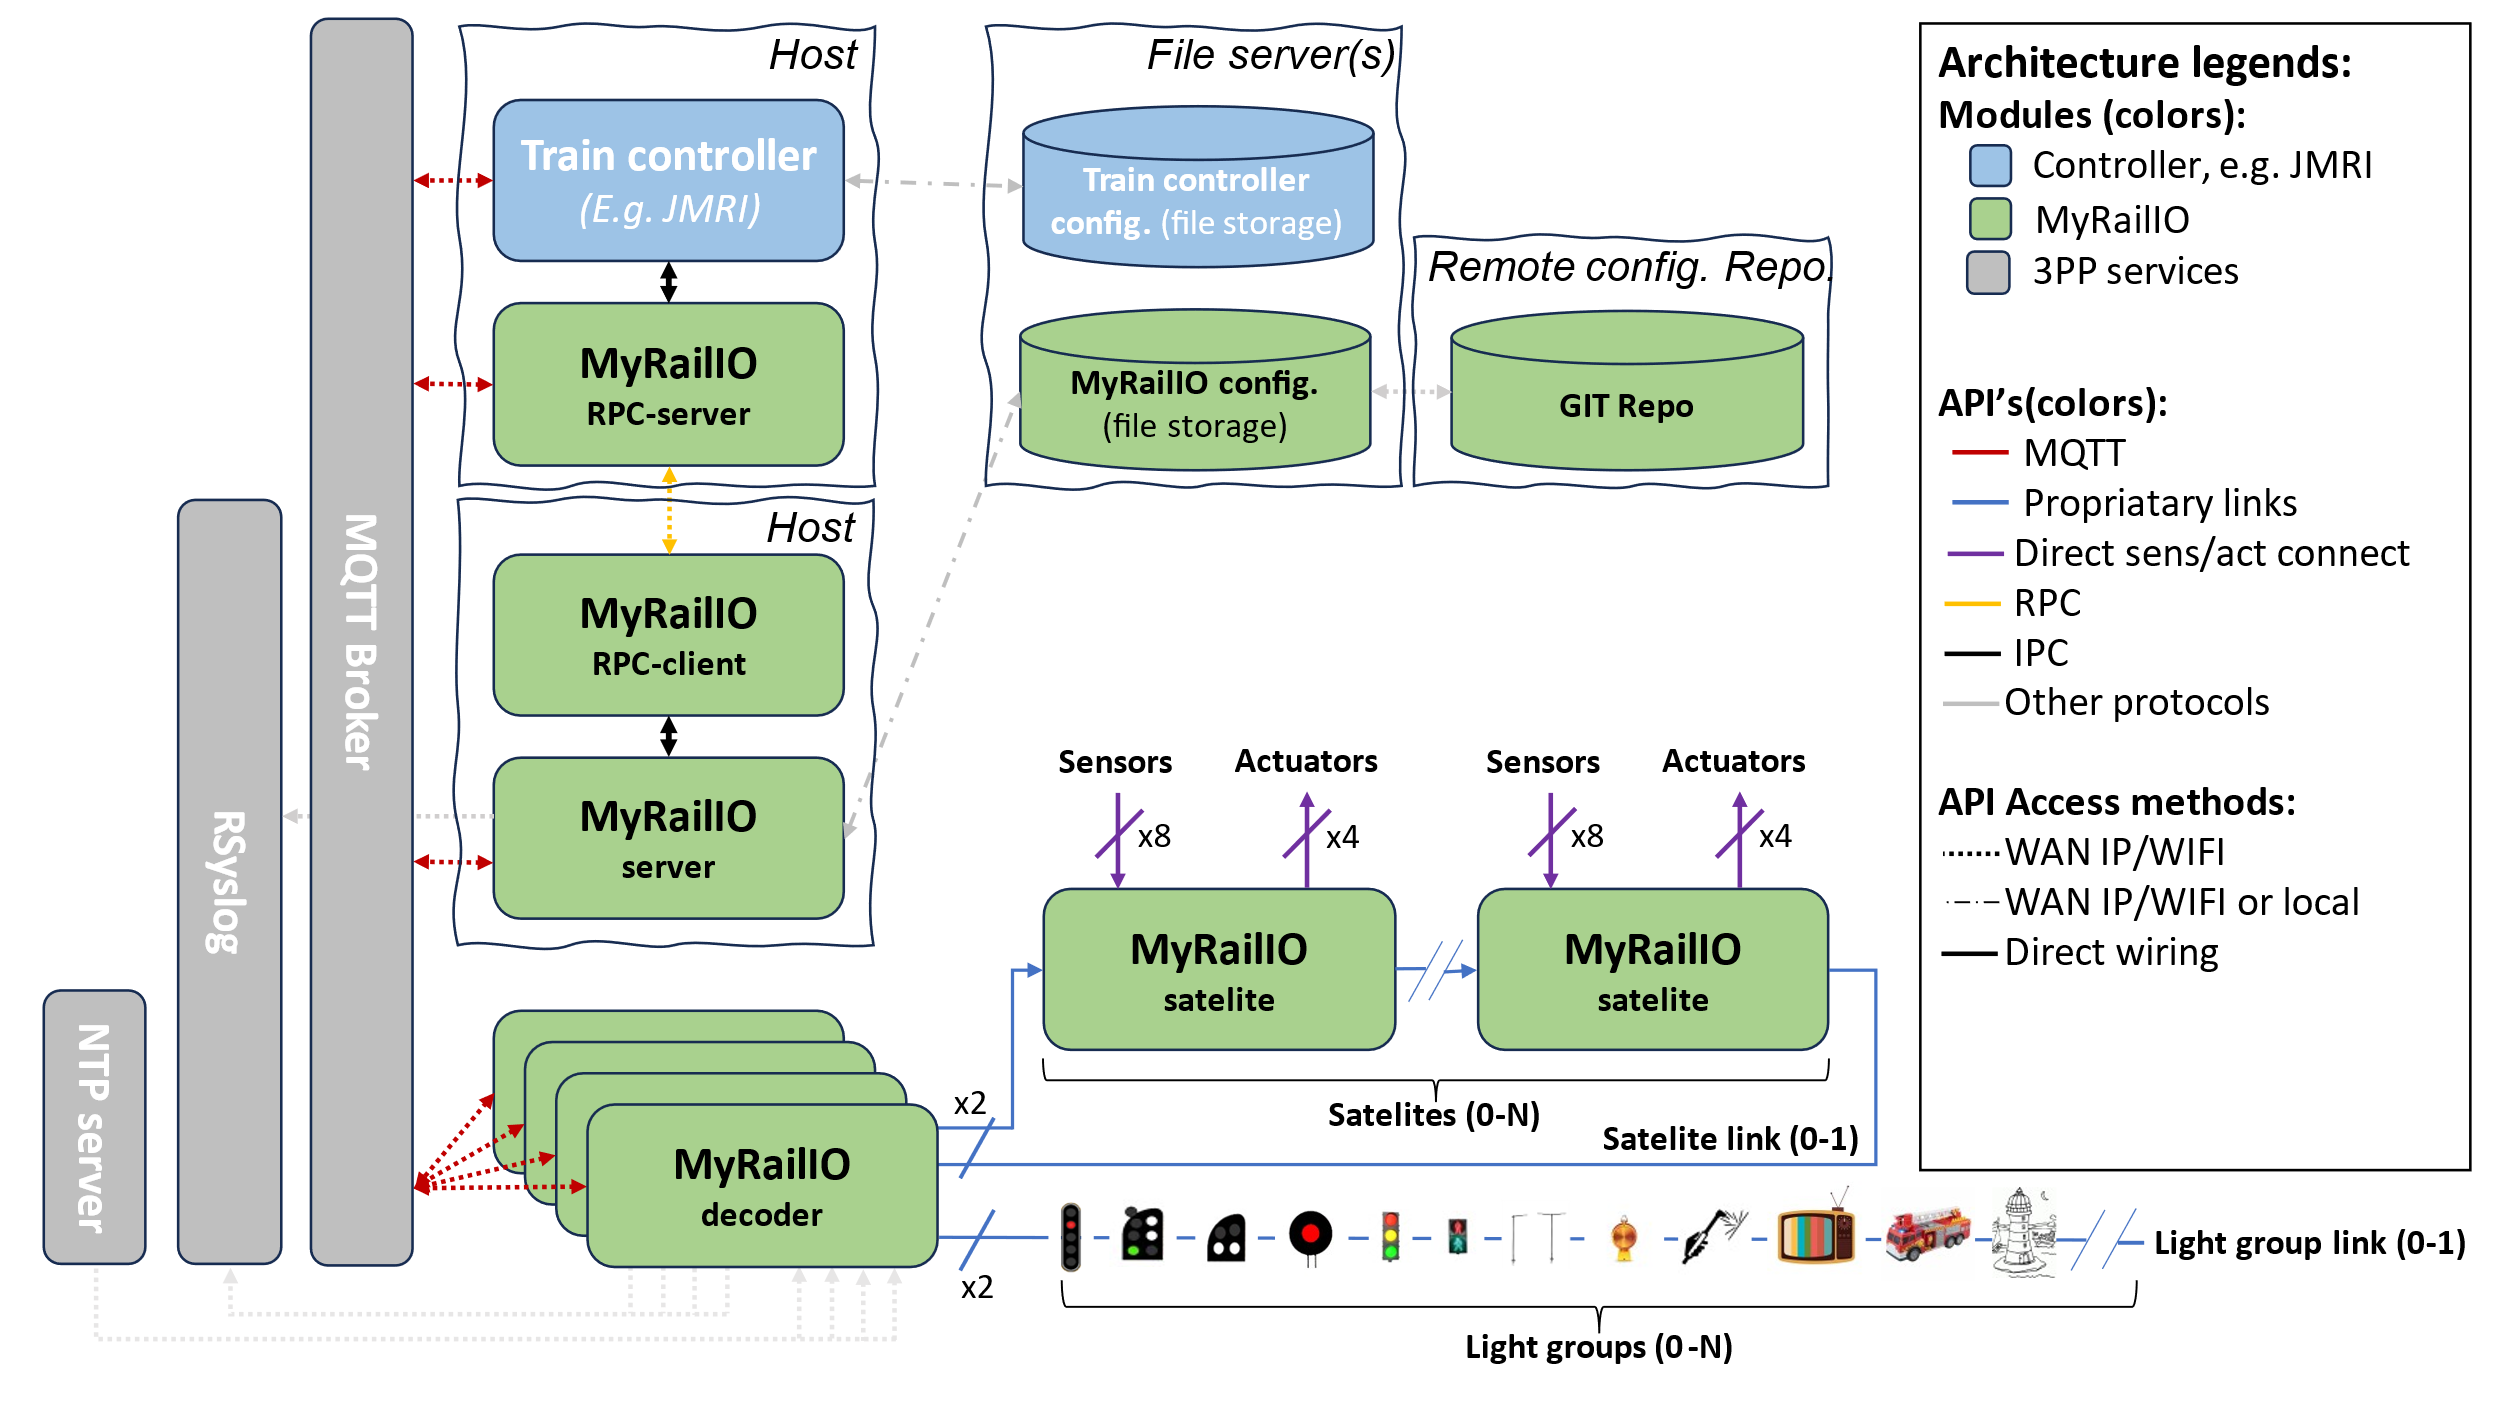 Host
Train controller
(E.g. JMRI)
MyRailIO
RPC-server
File server(s)
Train controller
config. (file storage)
MyRailIO config.
(file storage)
Remote config. Repo.
GIT Repo
Host
MyRailIO
RPC-client
MyRailIO
server
MQTT Broker
RSyslog
NTP server
MyRailIO
decoder
x2
x2
Sensors
Actuators
Sensors
Actuators
x8
x4
x8
x4
MyRailIO
satelite
MyRailIO
satelite
Satelites (0-N)
Satelite link (0-1)
Light group link (0-1)
Light groups (0-N)
Architecture legends:
Modules (colors):
Controller, e.g. JMRI
MyRailIO
3PP services
API’s(colors):
MQTT
Propriatary links
Direct sens/act connect
RPC
IPC
Other protocols
API Access methods:
WAN IP/WIFI
WAN IP/WIFI or local
Direct wiring